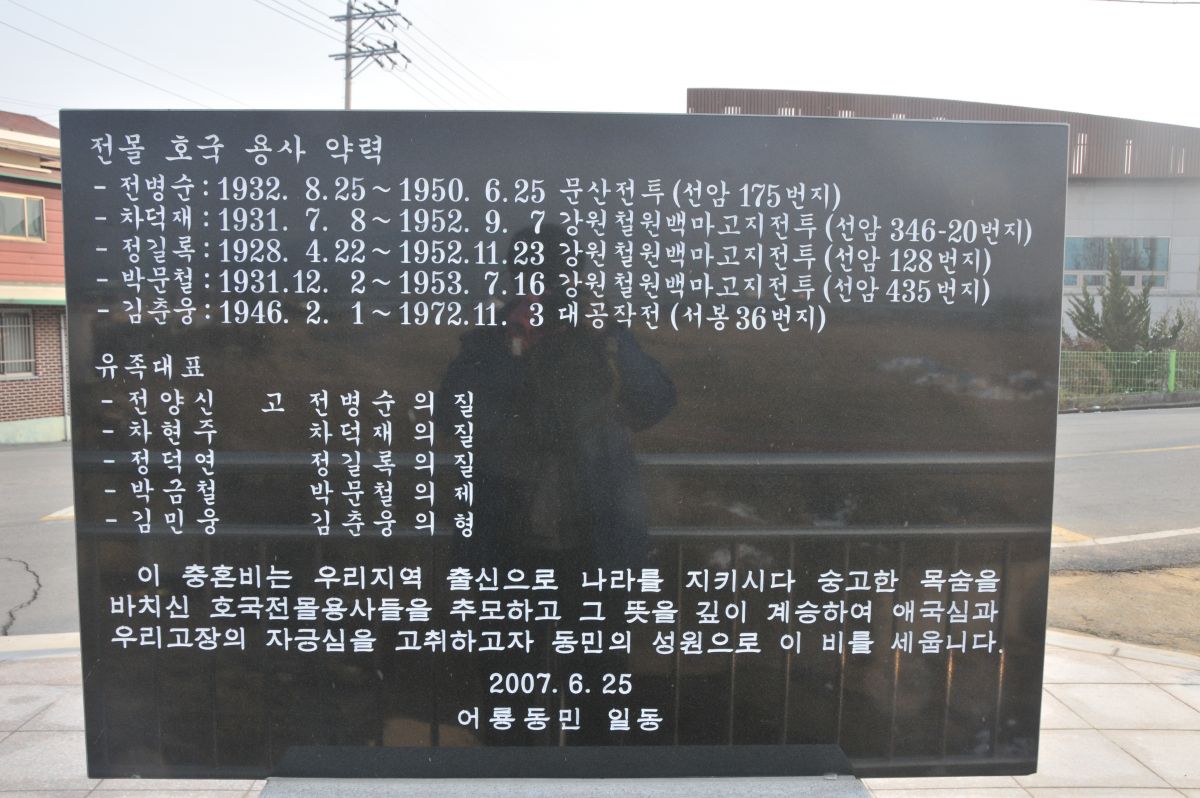 전몰 호국 용사 약력
- 전병순 : 1932. 8.25 ~ 1950. 6.25 문산전투 (선암 175번지)
- 차덕재 : 1931. 7. 8 ~ 1952. 9. 7 강원철원백마고지전투 (선암 346-20번지)
- 정길록 : 1928. 4.22 ~ 1952.11.23 강원철원백마고지전투 (선암 128번지)
- 박문철 : 1931.12. 2 ~ 1953. 7.16 강원철원백마고지전투 (선암 435번지)
- 김춘웅 : 1946. 2. 1 ~ 1972.11. 3 대공작전 (서봉 36번지)
유족대표
- 전양신 고 전병순의 질
- 차현주 차덕재의 질
- 정덕연 정길록의 질
- 박금철 박문철의 제
- 김민웅 김춘웅의 형
이 충혼비는 우리지역 출신으로 나라를 지키시다 숭고한 목숨을
바치신 호국전몰용사들을 추모하고 그 뜻을 깊이 계승하여 애국심과
우리고장의 자긍심을 고취하고자 동민의 성원으로 이 비를 세웁니다.
2007. 6. 25
어룡동민 일동